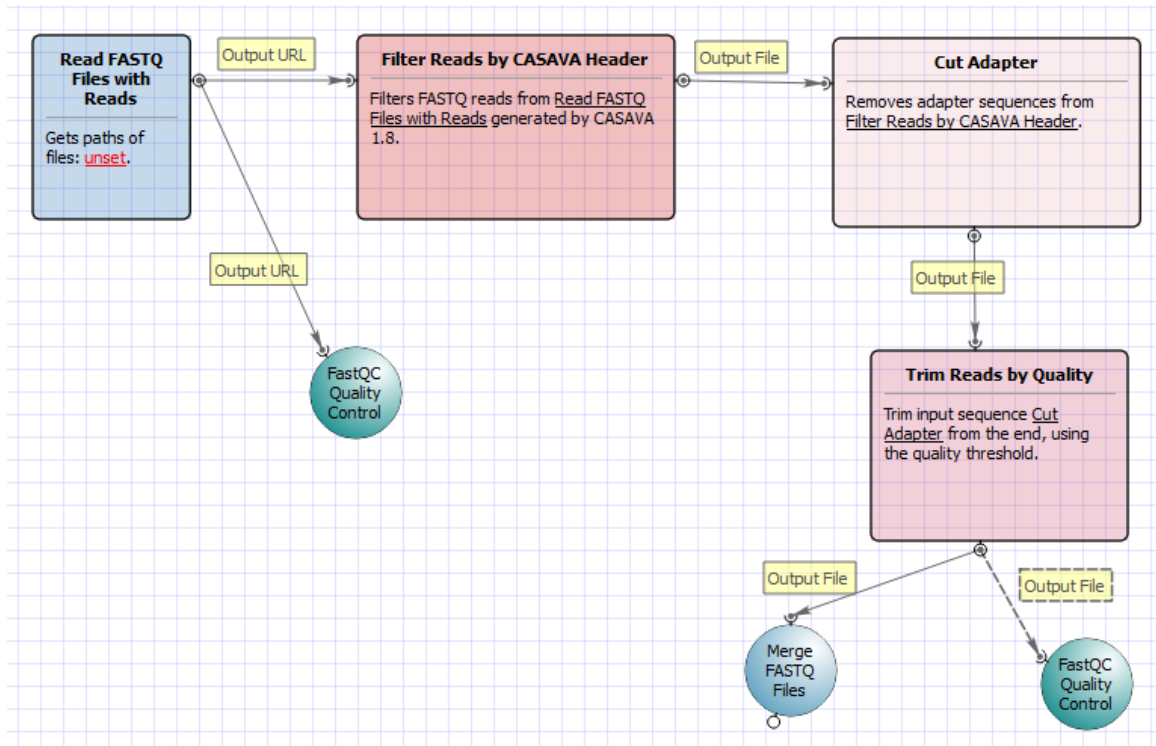 Read FASTQ
Files with
Reads
Gets paths of
files: unset.
Output URL
Filter Reads by CASAVA Header
Filters FASTQ reads from Read FASTQ
Files with Reads generated by CASAVA
1.8.
Output File
Cut Adapter
Removes adapter sequences from
Filter Reads by CASAVA Header.
Output URL
FastQC
Quality
Control
Output File
Trim Reads by Quality
Trim input sequence Cut
Adapter from the end, using
the quality threshold.
Output File
Output File
Merge
FASTQ
Files
FastQC
Quality
Control